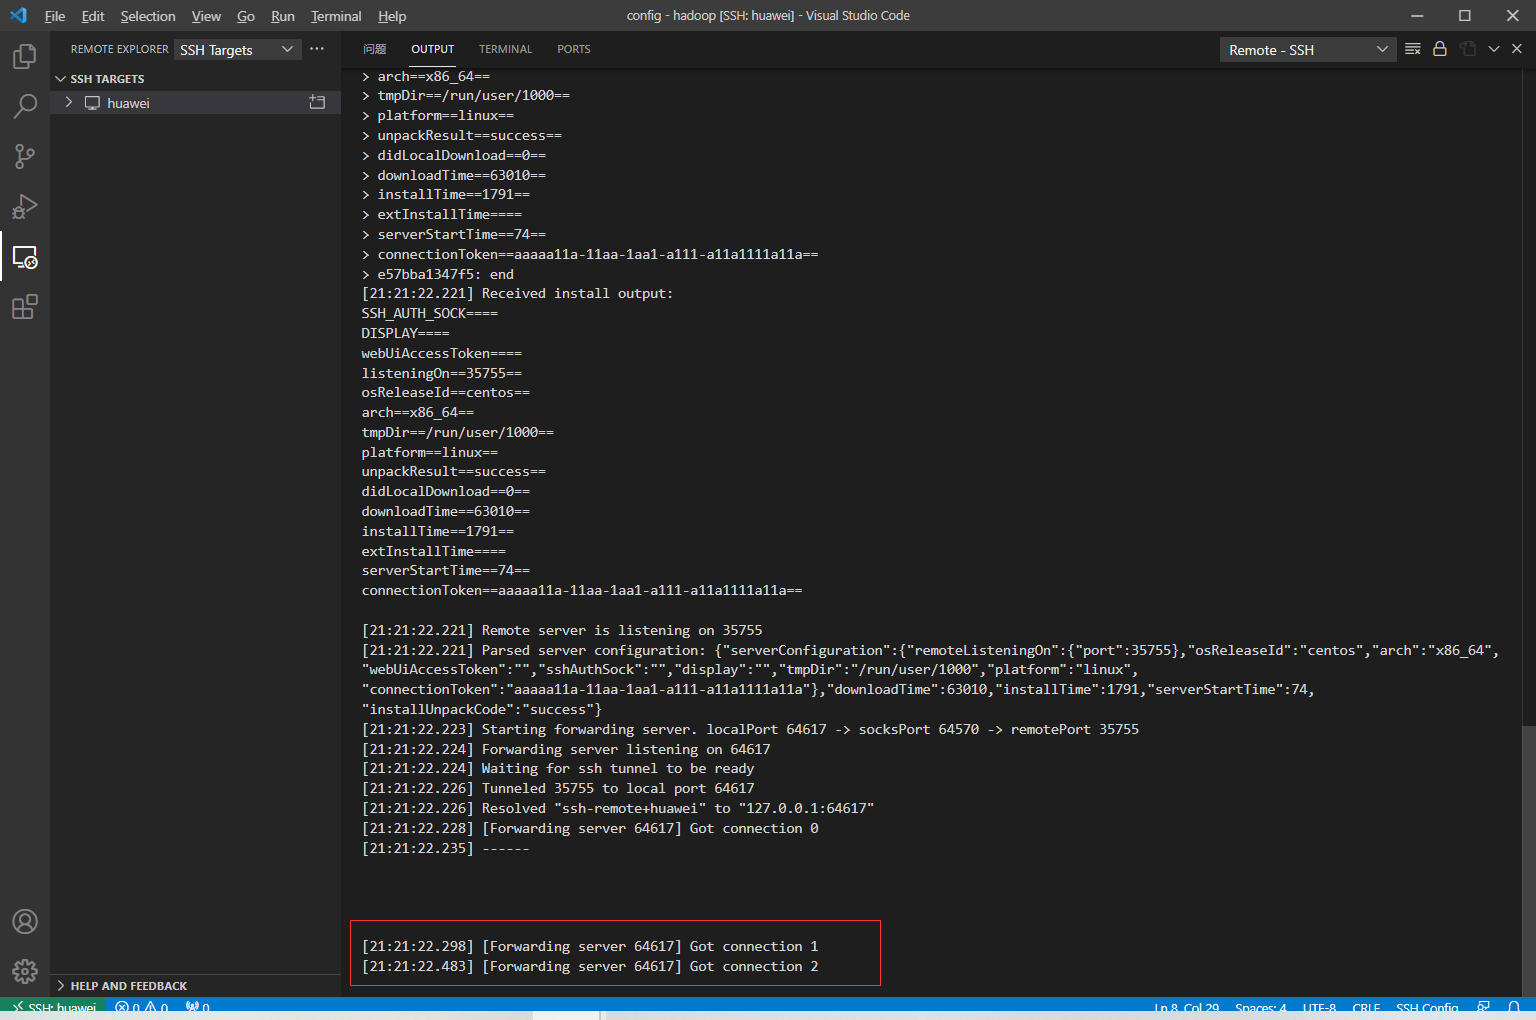 File Edit Selection View Go Run Terminal Help
config - hadoop [SSH: huawei] - Visual Studio Code
REMOTE EXPLORER SSH Targets
问题 OUTPUT TERMINAL PORTS
Remote - SSH
SSH TARGETS
huawei
> arch==x86_64==
> tmpDir==/run/user/1000==
> platform==linux==
> unpackResult==success==
> didLocalDownload==0==
> downloadTime==63010==
> installTime==1791==
> extInstallTime====
> serverStartTime==74==
> connectionToken==aaaaa11a-11aa-1aa1-a111-a11a1111a11a==
> e57bba1347f5: end
[21:21:22.221] Received install output:
SSH_AUTH_SOCK====
DISPLAY====
webUiAccessToken====
listeningOn==35755==
osReleaseId==centos==
arch==x86_64==
tmpDir==/run/user/1000==
platform==linux==
unpackResult==success==
didLocalDownload==0==
downloadTime==63010==
installTime==1791==
extInstallTime====
serverStartTime==74==
connectionToken==aaaaa11a-11aa-1aa1-a111-a11a1111a11a==
[21:21:22.221] Remote server is listening on 35755
[21:21:22.221] Parsed server configuration: {"serverConfiguration":{"remoteListeningOn":{"port":35755},"osReleaseId":"centos","arch":"x86_64",
"webUiAccessToken":"","sshAuthSock":"","display":"","tmpDir":"/run/user/1000","platform":"linux",
"connectionToken":"aaaaa11a-11aa-1aa1-a111-a11a1111a11a"},"downloadTime":63010,"installTime":1791,"serverStartTime":74,
"installUnpackCode":"success"}
[21:21:22.223] Starting forwarding server. localPort 64617 -> socksPort 64570 -> remotePort 35755
[21:21:22.224] Forwarding server listening on 64617
[21:21:22.224] Waiting for ssh tunnel to be ready
[21:21:22.226] Tunneled 35755 to local port 64617
[21:21:22.226] Resolved "ssh-remote+huawei" to "127.0.0.1:64617"
[21:21:22.228] [Forwarding server 64617] Got connection 0
[21:21:22.235] ------
[21:21:22.298] [Forwarding server 64617] Got connection 1
[21:21:22.483] [Forwarding server 64617] Got connection 2
HELP AND FEEDBACK
SSH: huawei 0 0 0
Ln 8, Col 29 Spaces: 4 UTF-8 CRLF SSH Config